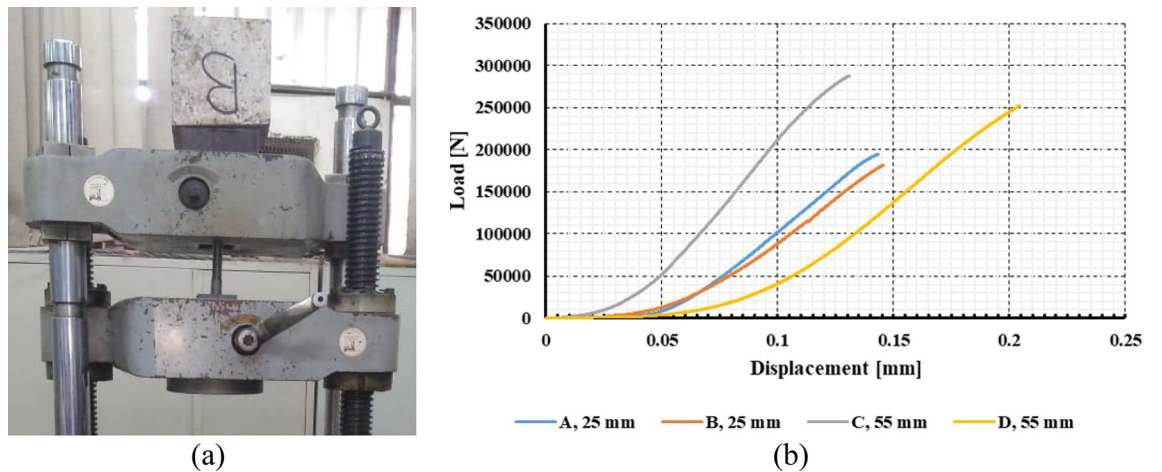 B
350000
300000
250000
200000
150000
100000
50000
0
Load [N]
0 0.05 0.1 0.15 0.2 0.25
Displacement [mm]
A, 25 mm B, 25 mm C, 55 mm D, 55 mm
(a) (b)